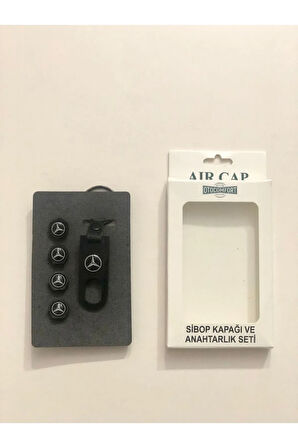 AIR CAP
OTOCOMFORT
SİBOP KAPAĞI VE
ANAHTARLIK SETİ